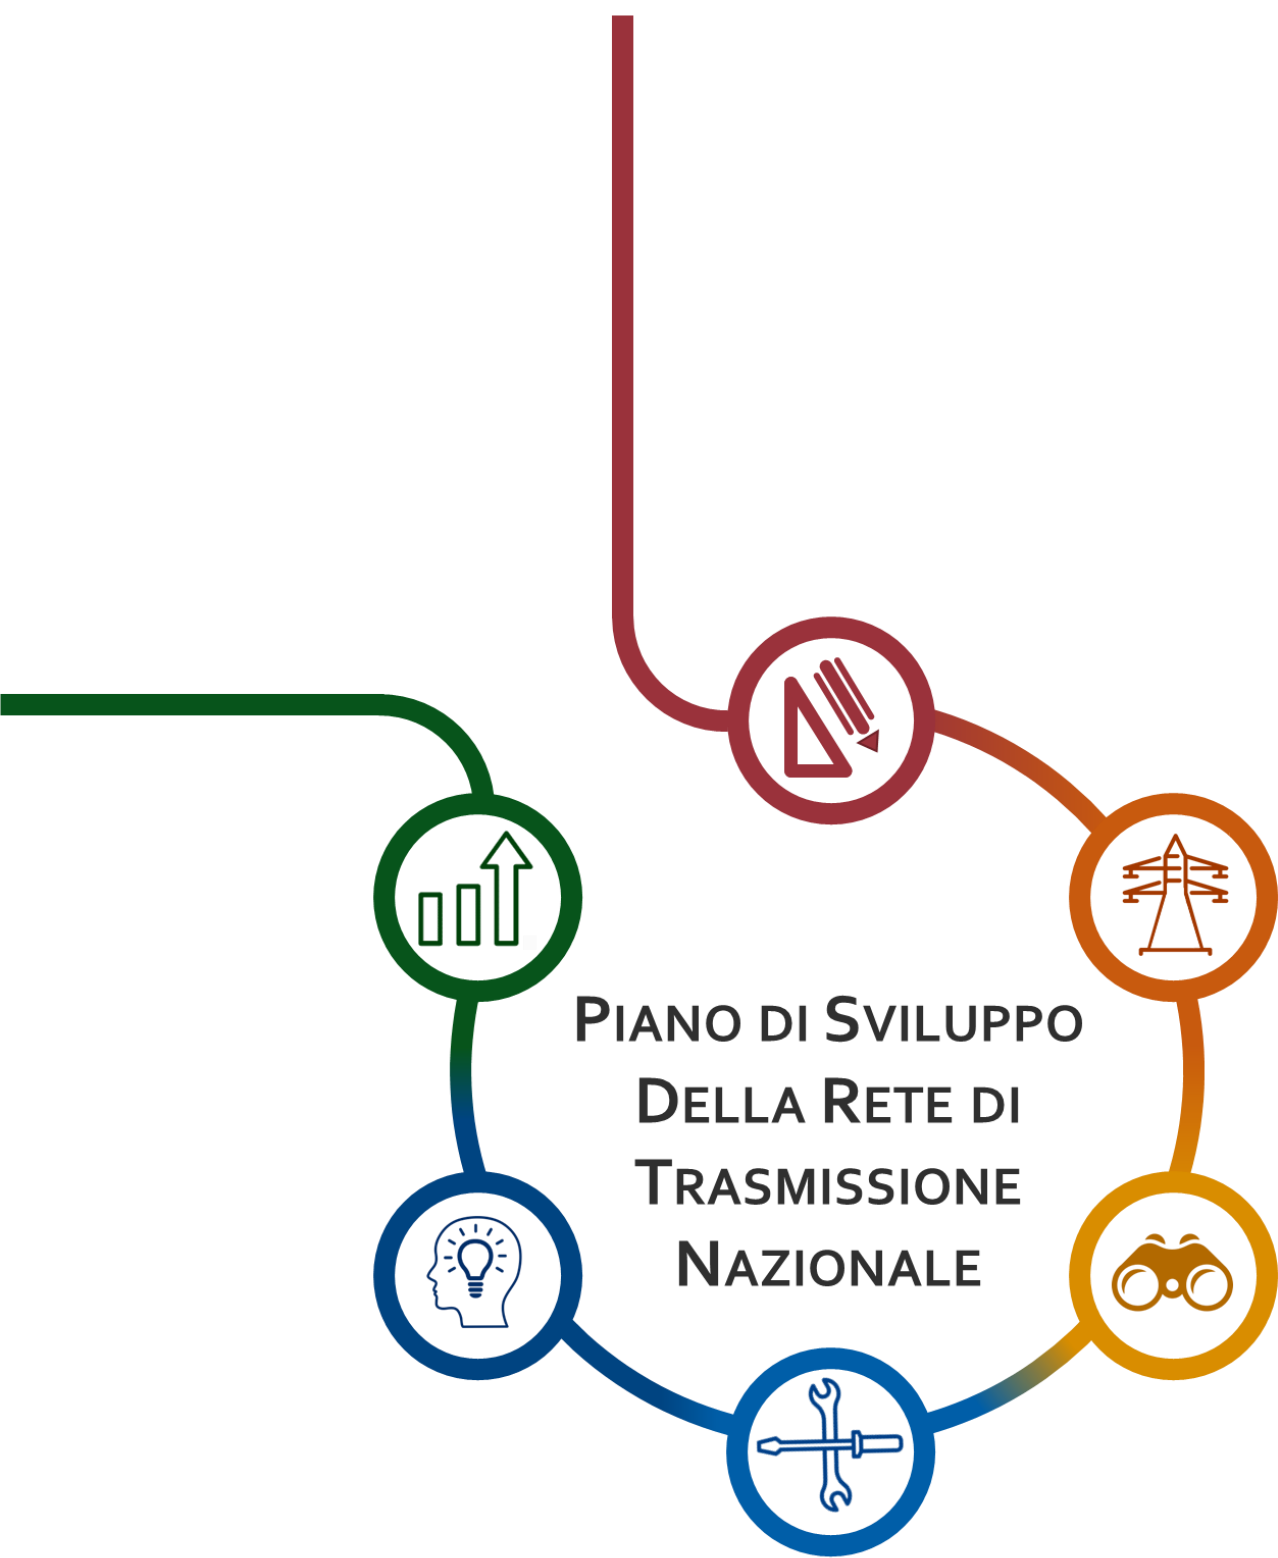 Piano di Sviluppo
Della Rete di
Trasmissione
Nazionale